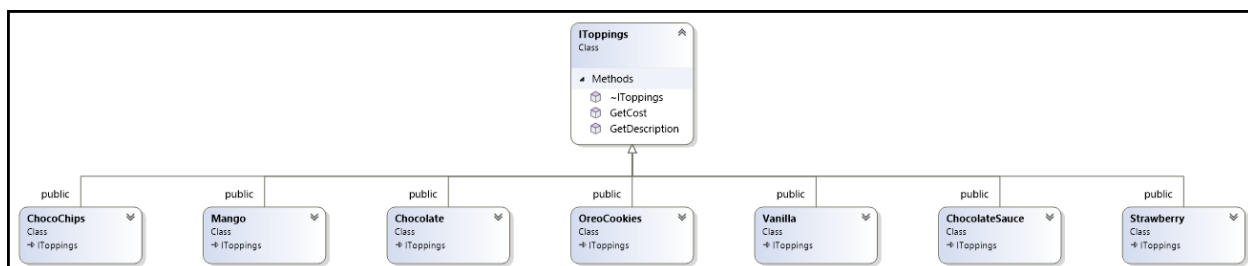 IToppings
Class
Methods
~IToppings
GetCost
GetDescription
public
public
public
public
public
public
public
ChocoChips
Class
IToppings
Mango
Class
IToppings
Chocolate
Class
IToppings
OreoCookies
Class
IToppings
Vanilla
Class
IToppings
ChocolateSauce
Class
IToppings
Strawberry
Class
IToppings